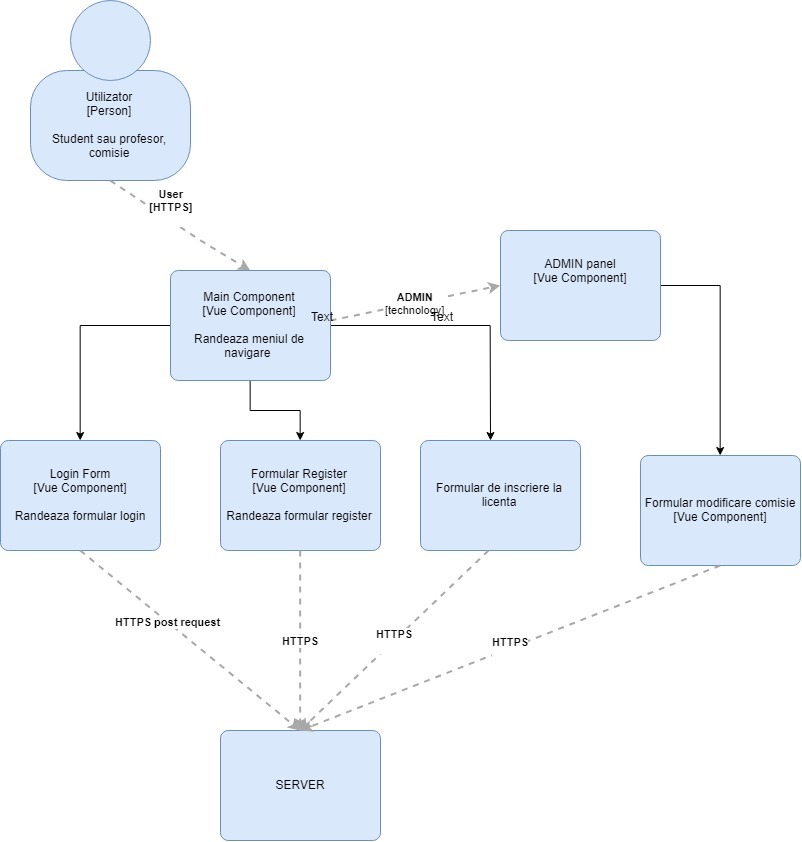 Utilizator
[Person]
Student sau profesor,
comisie
User
[HTTPS]
ADMIN panel
[Vue Component]
Main Component
[Vue Component]
Randeaza meniul de
navigare
ADMIN
[technology]
Text
Text
Login Form
[Vue Component]
Randeaza formular login
Formular Register
[Vue Component]
Randeaza formular register
Formular de inscriere la
licenta
Formular modificare comisie
[Vue Component]
HTTPS post request
HTTPS
HTTPS
HTTPS
SERVER